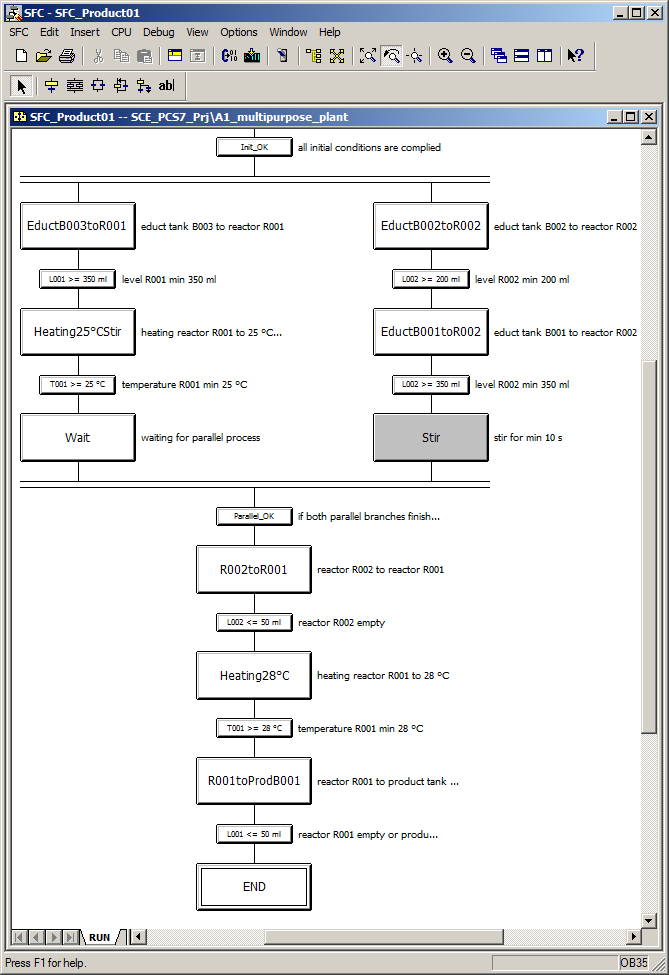 SFC - SFC_Product01
SFC Edit Insert CPU Debug View Options Window Help
abl
SFC_Product01 -- SCE_PCS7_Prj\A1_multipurpose_plant
Init_OK all initial conditions are complied
EductB003toR001 educt tank B003 to reactor R001 EductB002toR002 educt tank B002 to reactor R002
L001 >= 350 ml level R001 min 350 ml L002 >= 200 ml level R002 min 200 ml
Heating25°CStir heating reactor R001 to 25 °C... EductB001toR002 educt tank B001 to reactor R002
T001 >= 25 °C temperature R001 min 25 °C L002 >= 350 ml level R002 min 350 ml
Wait waiting for parallel process Stir stir for min 10 s
Parallel_OK if both parallel branches finish...
R002toR001 reactor R002 to reactor R001
L002 <= 50 ml reactor R002 empty
Heating28°C heating reactor R001 to 28 °C
T001 >= 28 °C temperature R001 min 28 °C
R001toProdB001 reactor R001 to product tank ...
L001 <= 50 ml reactor R001 empty or produ...
END
RUN
Press F1 for help. OB35